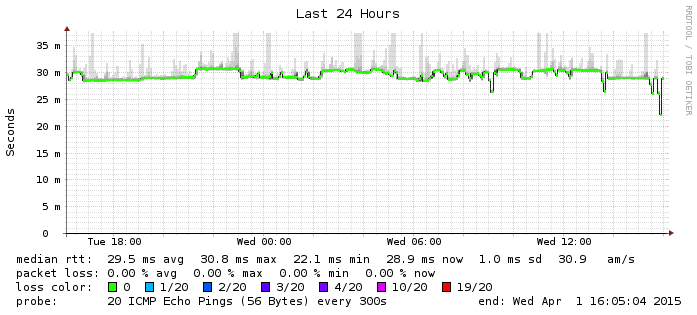 Last 24 Hours
RRDTOOL / TOBI OETIKER
Seconds
35 m
30 m
25 m
20 m
15 m
10 m
5 m
0
Tue 18:00 Wed 00:00 Wed 06:00 Wed 12:00
median rtt: 29.5 ms avg 30.8 ms max 22.1 ms min 28.9 ms now 1.0 ms sd 30.9 am/s
packet loss: 0.00 % avg 0.00 % max 0.00 % min 0.00 % now
loss color: 0 1/20 2/20 3/20 4/20 10/20 19/20
probe: 20 ICMP Echo Pings (56 Bytes) every 300s end: Wed Apr 1 16:05:04 2015